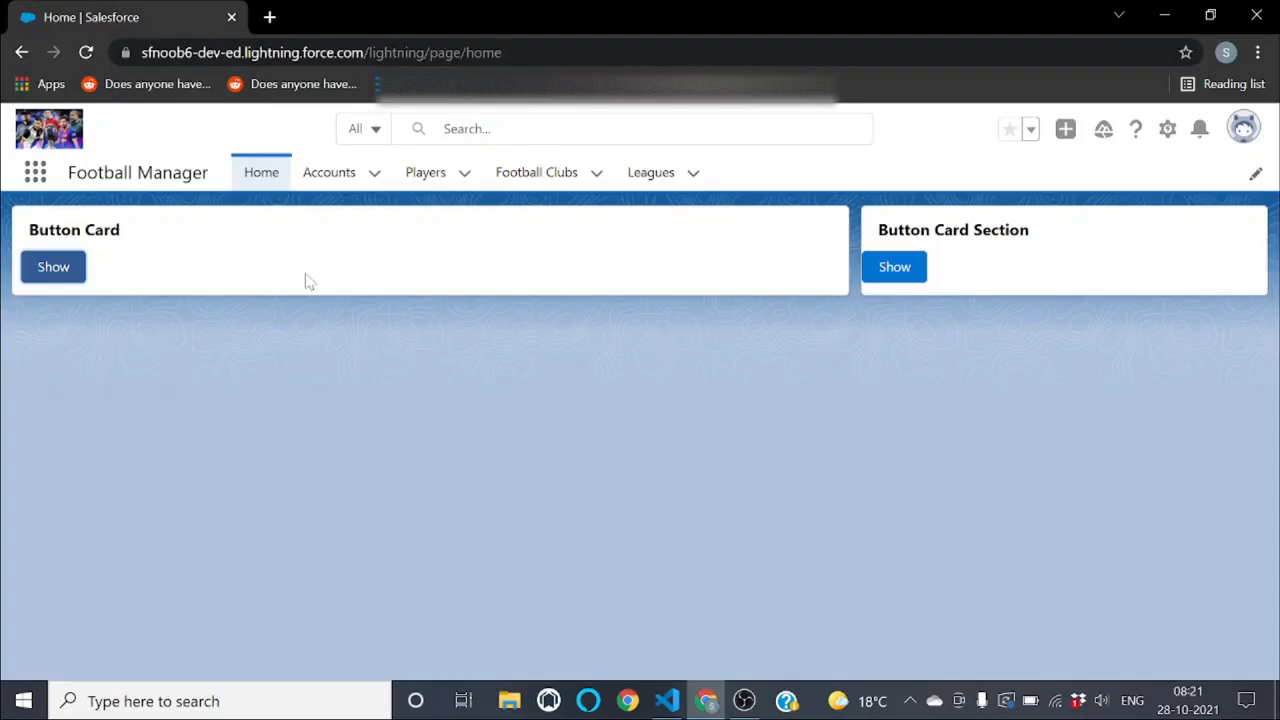 Home | Salesforce
sfnoob6-dev-ed.lightning.force.com/lightning/page/home
S
Apps
Does anyone have...
Does anyone have...
Reading list
All
Search...
Football Manager
Home
Accounts
Players
Football Clubs
Leagues
Button Card
Show
Button Card Section
Show
Type here to search
S
18°C
1
ENG
08:21
28-10-2021